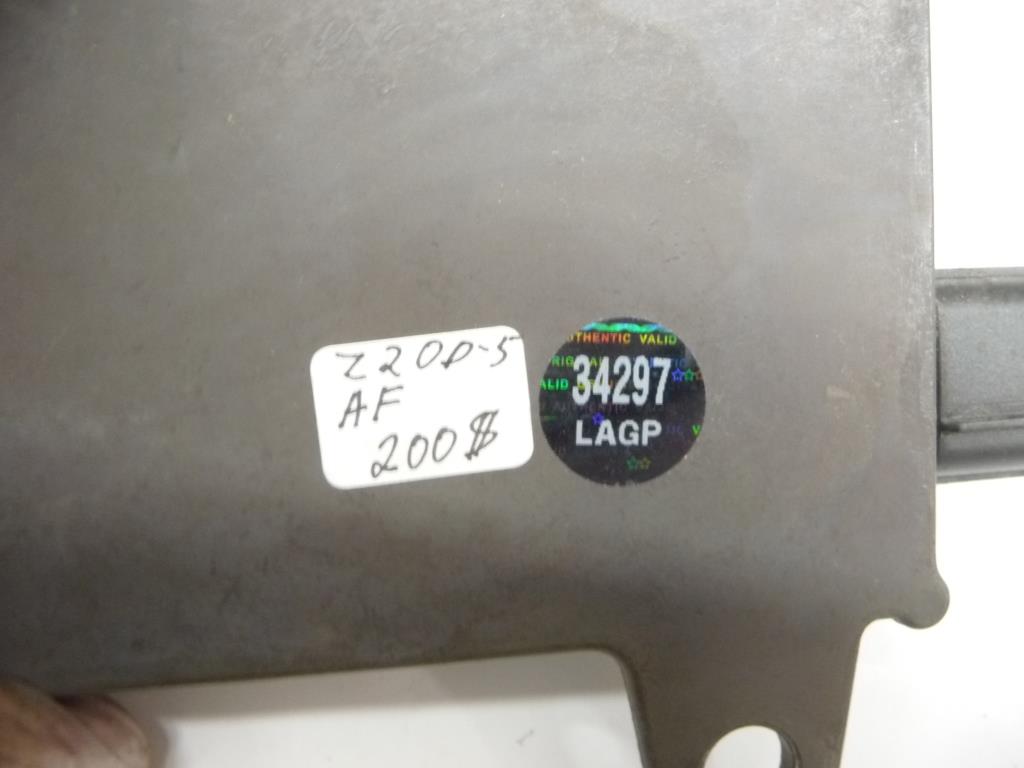 Z20D-5
AF
200$
AUTHENTIC VALID
34297
LAGP